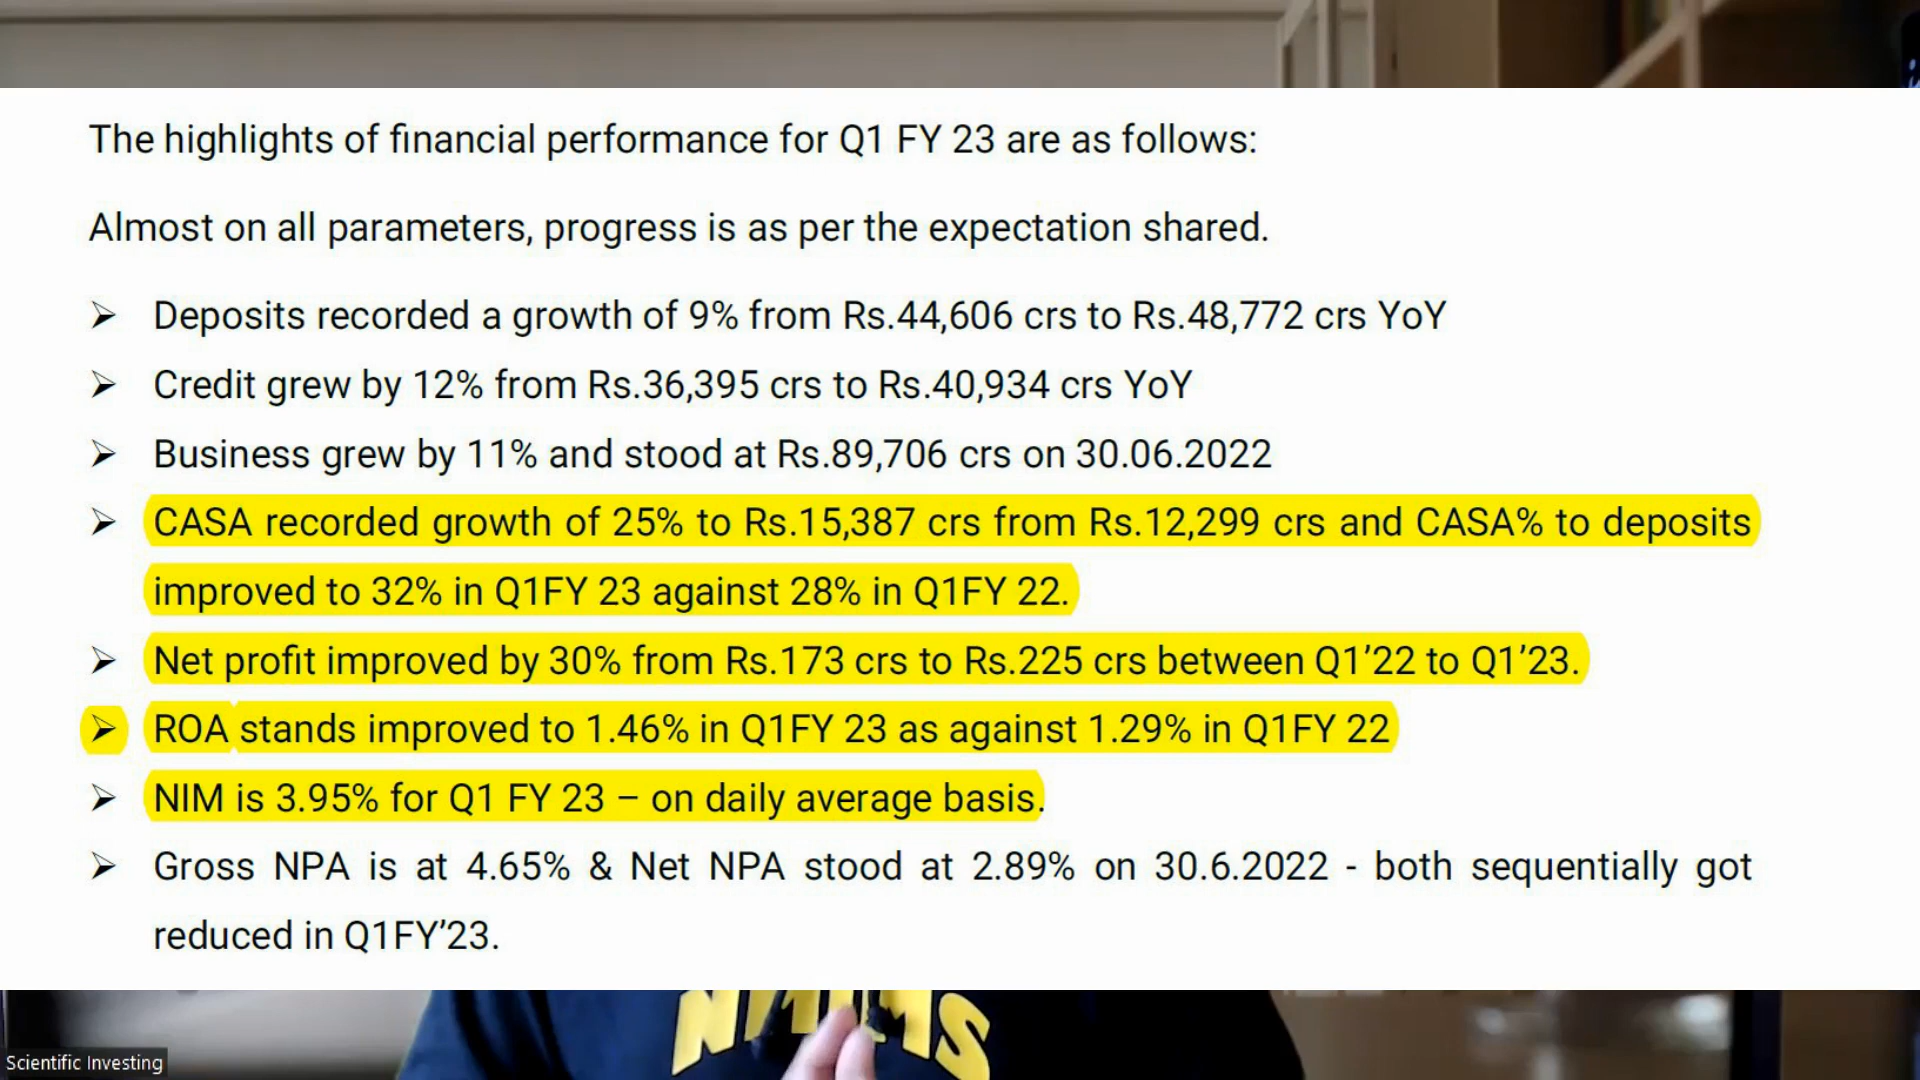 The highlights of financial performance for Q1 FY 23 are as follows:
Almost on all parameters, progress is as per the expectation shared.
➢ Deposits recorded a growth of 9% from Rs.44,606 crs to Rs.48,772 crs YoY
➢ Credit grew by 12% from Rs.36,395 crs to Rs.40,934 crs YoY
➢ Business grew by 11% and stood at Rs.89,706 crs on 30.06.2022
➢ CASA recorded growth of 25% to Rs.15,387 crs from Rs.12,299 crs and CASA% to deposits
improved to 32% in Q1FY 23 against 28% in Q1FY 22.
➢ Net profit improved by 30% from Rs.173 crs to Rs.225 crs between Q1’22 to Q1’23.
➢ ROA stands improved to 1.46% in Q1FY 23 as against 1.29% in Q1FY 22
➢ NIM is 3.95% for Q1 FY 23 – on daily average basis.
➢ Gross NPA is at 4.65% & Net NPA stood at 2.89% on 30.6.2022 - both sequentially got
reduced in Q1FY’23.
Scientific Investing